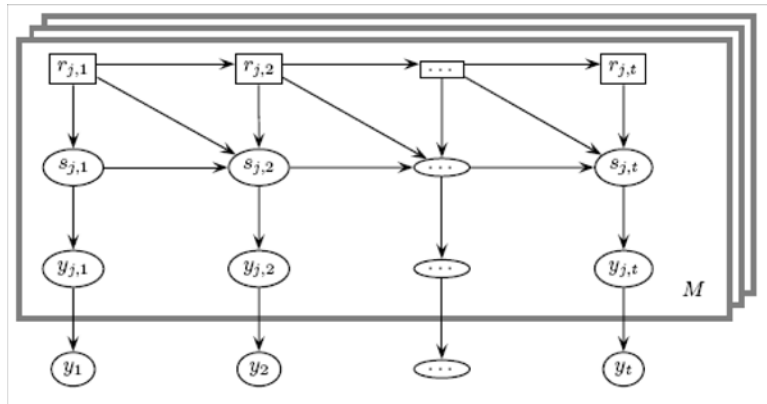 r_{j,1} r_{j,2} ... r_{j,t}
s_{j,1} s_{j,2} ... s_{j,t}
y_{j,1} y_{j,2} ... y_{j,t}
M
y_1 y_2 ... y_t